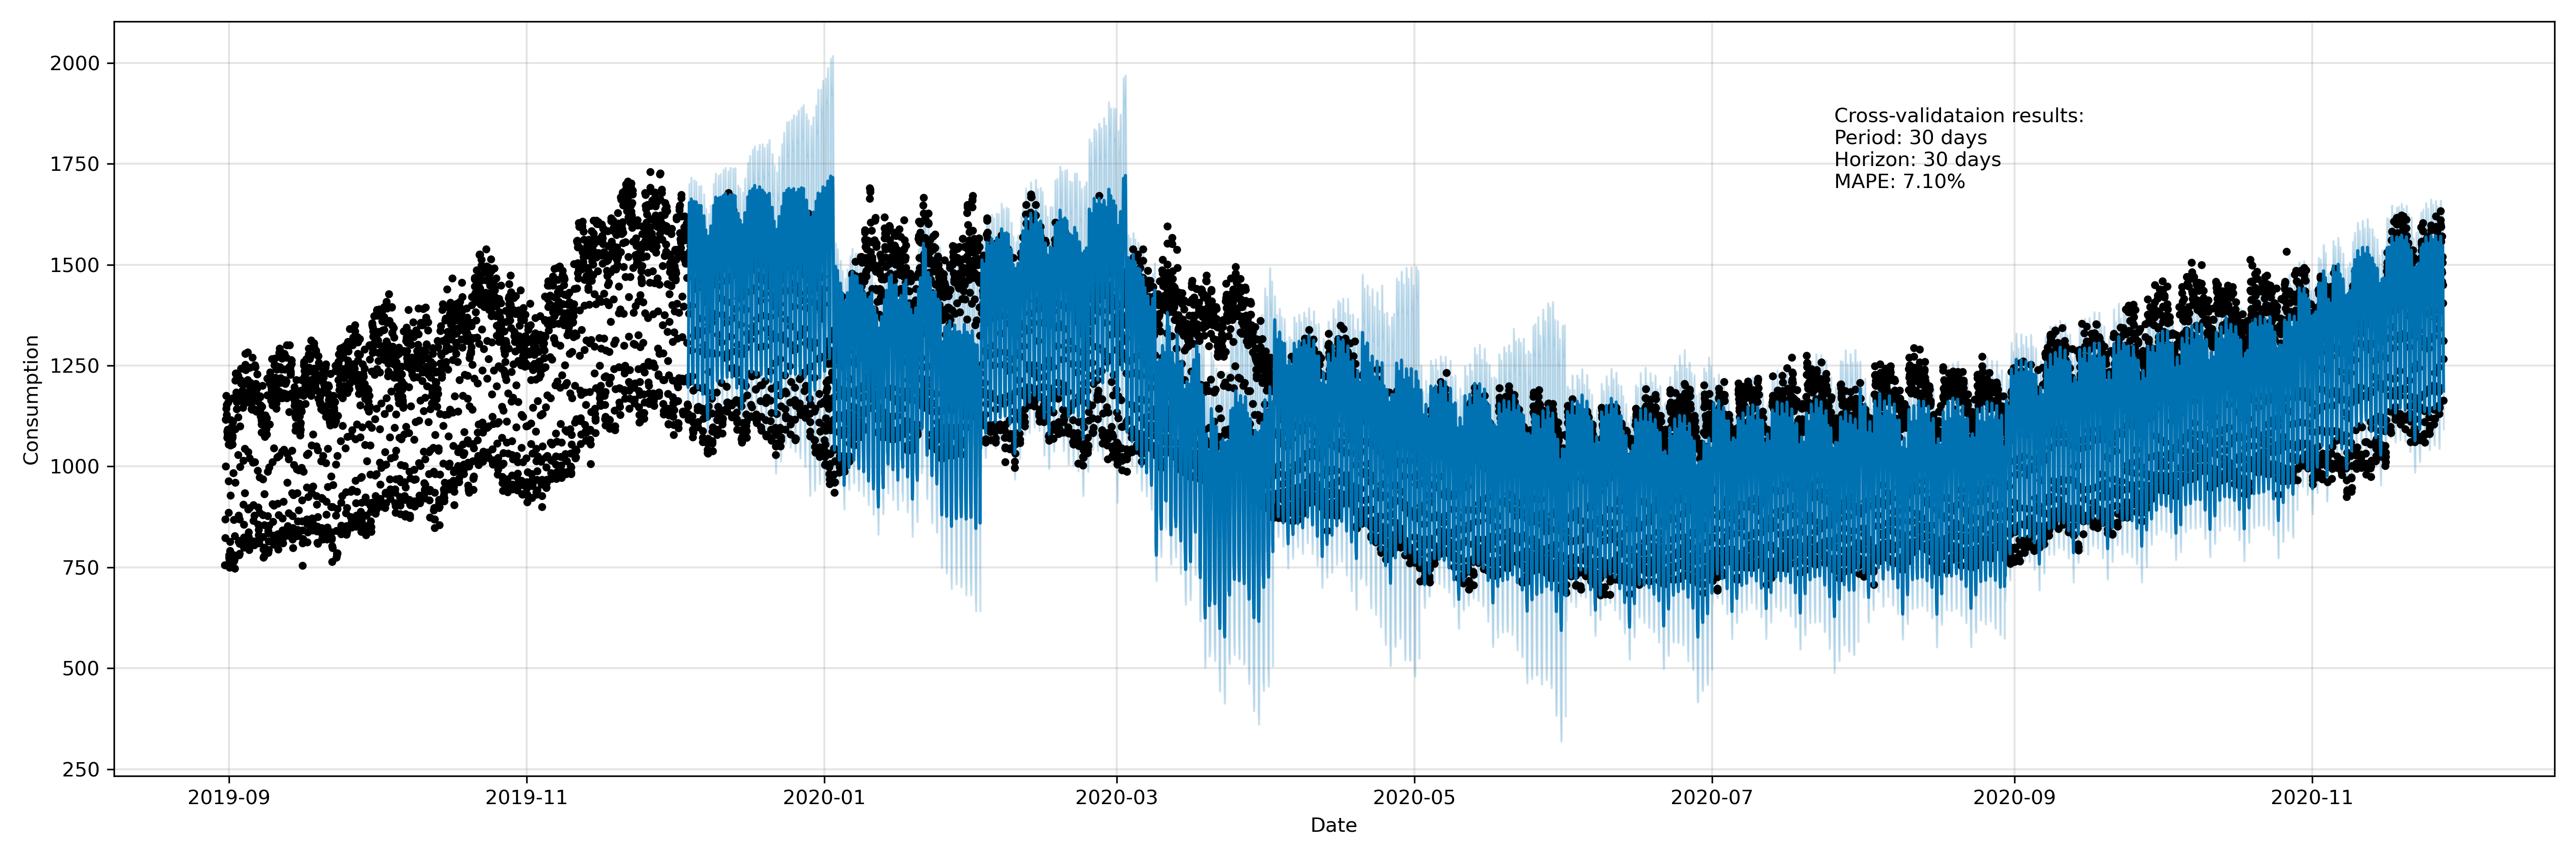 2000
1750
1500
1250
1000
750
500
250
Consumption
Cross-validataion results:
Period: 30 days
Horizon: 30 days
MAPE: 7.10%
2019-09 2019-11 2020-01 2020-03 2020-05 2020-07 2020-09 2020-11
Date